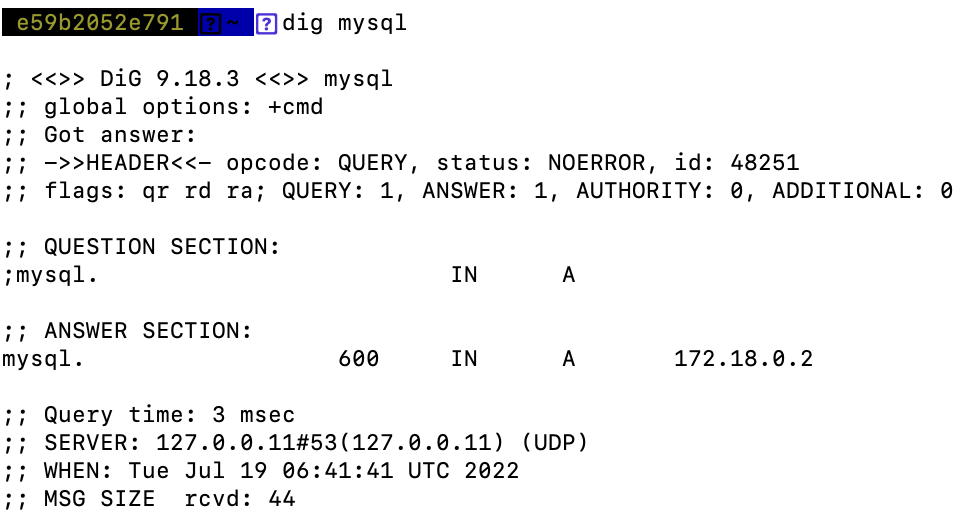 e59b2052e791 ? ~ ? dig mysql
; <<>> DiG 9.18.3 <<>> mysql
;; global options: +cmd
;; Got answer:
;; ->>HEADER<<- opcode: QUERY, status: NOERROR, id: 48251
;; flags: qr rd ra; QUERY: 1, ANSWER: 1, AUTHORITY: 0, ADDITIONAL: 0
;; QUESTION SECTION:
;mysql. IN A
;; ANSWER SECTION:
mysql. 600 IN A 172.18.0.2
;; Query time: 3 msec
;; SERVER: 127.0.0.11#53(127.0.0.11) (UDP)
;; WHEN: Tue Jul 19 06:41:41 UTC 2022
;; MSG SIZE rcvd: 44